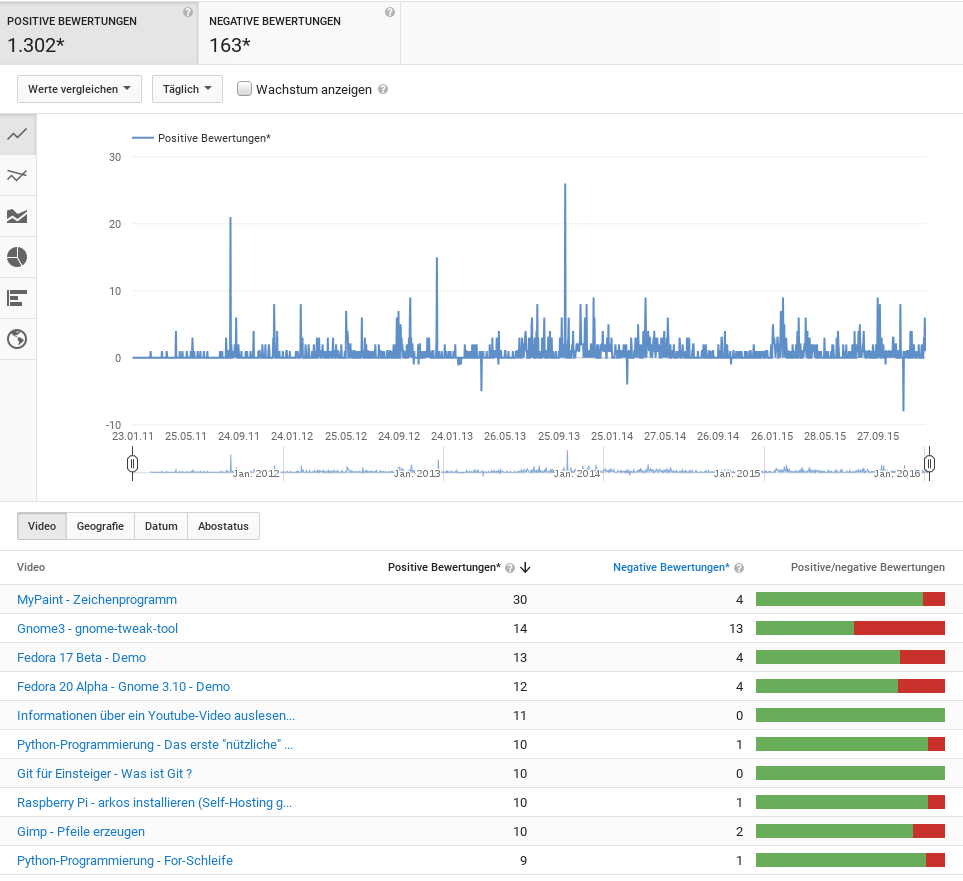 POSITIVE BEWERTUNGEN ?
1.302*
NEGATIVE BEWERTUNGEN ?
163*
Werte vergleichen
Täglich
Wachstum anzeigen ?
Positive Bewertungen*
30
20
10
0
-10
23.01.11 25.05.11 24.09.11 24.01.12 25.05.12 24.09.12 24.01.13 26.05.13 25.09.13 25.01.14 27.05.14 26.09.14 26.01.15 28.05.15 27.09.15
Jan. 2012 Jan. 2013 Jan. 2014 Jan. 2015 Jan. 2016
Video Geografie Datum Abostatus
Video Positive Bewertungen* ? Negative Bewertungen* ? Positive/negative Bewertungen
MyPaint - Zeichenprogramm 30 4
Gnome3 - gnome-tweak-tool 14 13
Fedora 17 Beta - Demo 13 4
Fedora 20 Alpha - Gnome 3.10 - Demo 12 4
Informationen über ein Youtube-Video auslesen... 11 0
Python-Programmierung - Das erste "nützliche" ... 10 1
Git für Einsteiger - Was ist Git ? 10 0
Raspberry Pi - arkos installieren (Self-Hosting g... 10 1
Gimp - Pfeile erzeugen 10 2
Python-Programmierung - For-Schleife 9 1